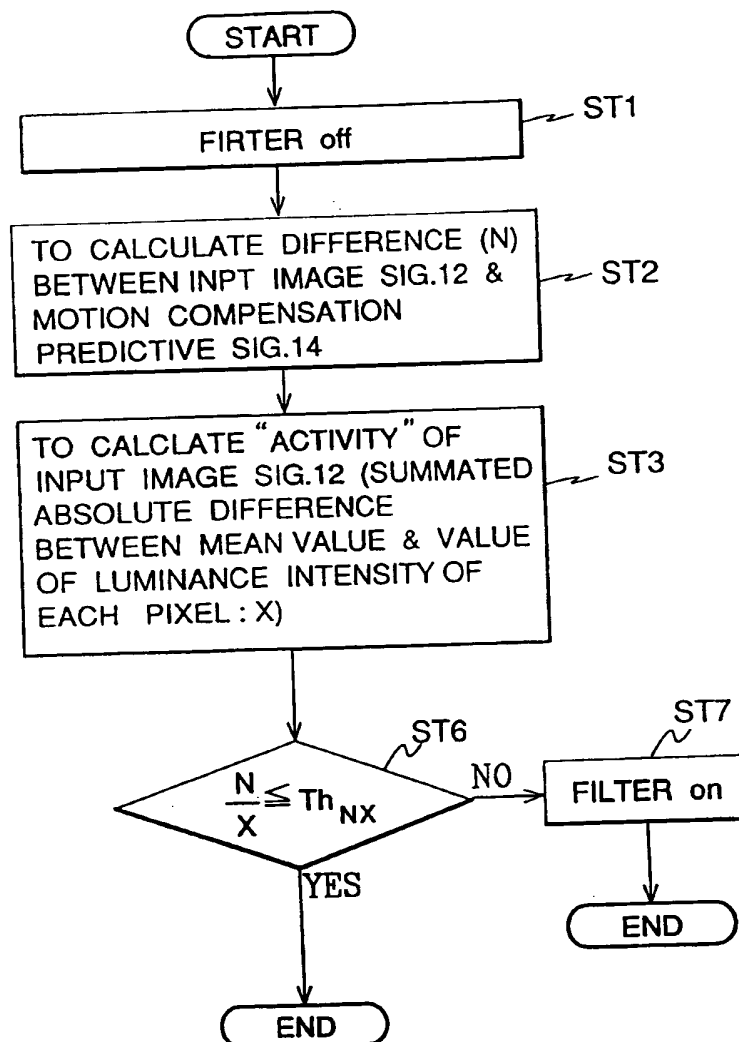 START
FIRTER off
ST1
TO CALCULATE DIFFERENCE (N)
BETWEEN INPT IMAGE SIG.12 &
MOTION COMPENSATION
PREDICTIVE SIG.14
ST2
TO CALCLATE "ACTIVITY" OF
INPUT IMAGE SIG.12 (SUMMATED
ABSOLUTE DIFFERENCE
BETWEEN MEAN VALUE & VALUE
OF LUMINANCE INTENSITY OF
EACH PIXEL : X)
ST3
ST6
N/X ≦ Th NX
NO
YES
ST7
FILTER on
END
END